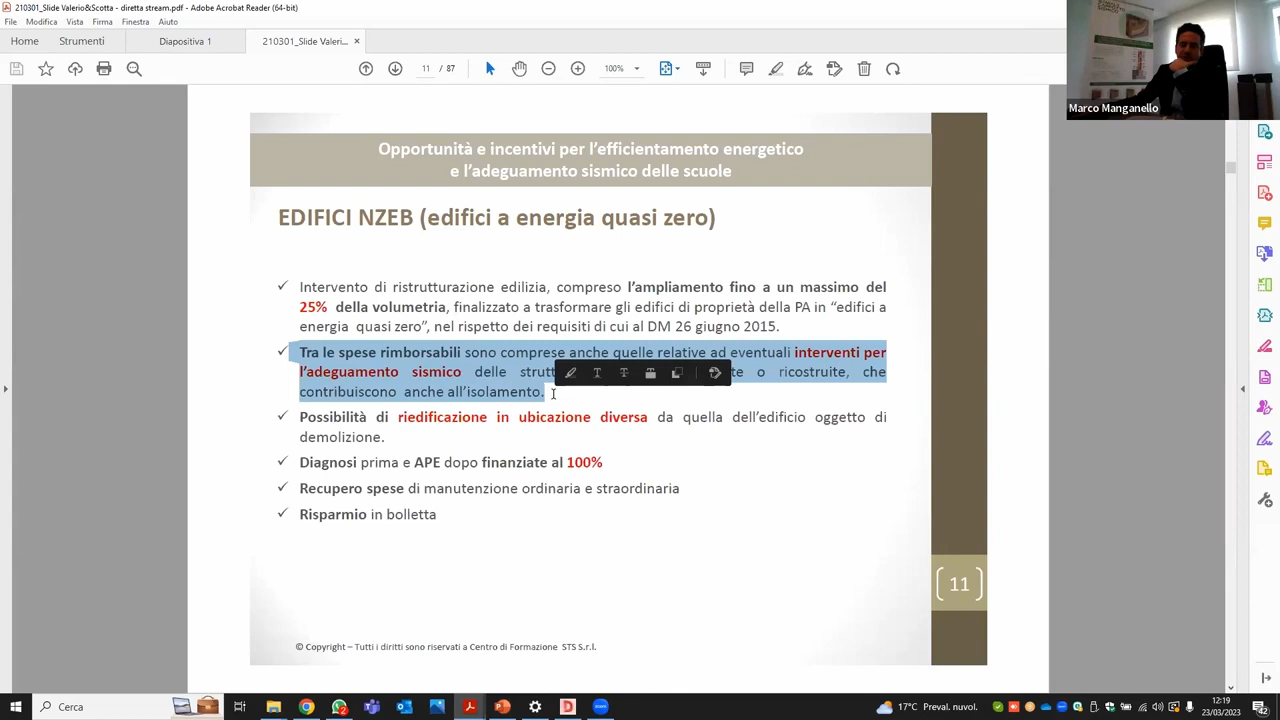 210301_Slide Valerio&Scotta - diretta stream.pdf - Adobe Acrobat Reader (64-bit)
File Modifica Vista Firma Finestra Aiuto
Home Strumenti Diapositiva 1 210301_Slide Valeri... ×
11 / 87 100%
Marco Manganello
Opportunità e incentivi per l’efficientamento energetico
e l’adeguamento sismico delle scuole
EDIFICI NZEB (edifici a energia quasi zero)
✓ Intervento di ristrutturazione edilizia, compreso l’ampliamento fino a un massimo del
25% della volumetria, finalizzato a trasformare gli edifici di proprietà della PA in “edifici a
energia quasi zero”, nel rispetto dei requisiti di cui al DM 26 giugno 2015.
✓ Tra le spese rimborsabili sono comprese anche quelle relative ad eventuali interventi per
l’adeguamento sismico delle o ricostruite, che
contribuiscono anche all’isolamento.
✓ Possibilità di riedificazione in ubicazione diversa da quella dell’edificio oggetto di
demolizione.
✓ Diagnosi prima e APE dopo finanziate al 100%
✓ Recupero spese di manutenzione ordinaria e straordinaria
✓ Risparmio in bolletta
11
© Copyright – Tutti i diritti sono riservati a Centro di Formazione STS S.r.l.
Cerca
17°C Preval. nuvol.
12:19
23/03/2023